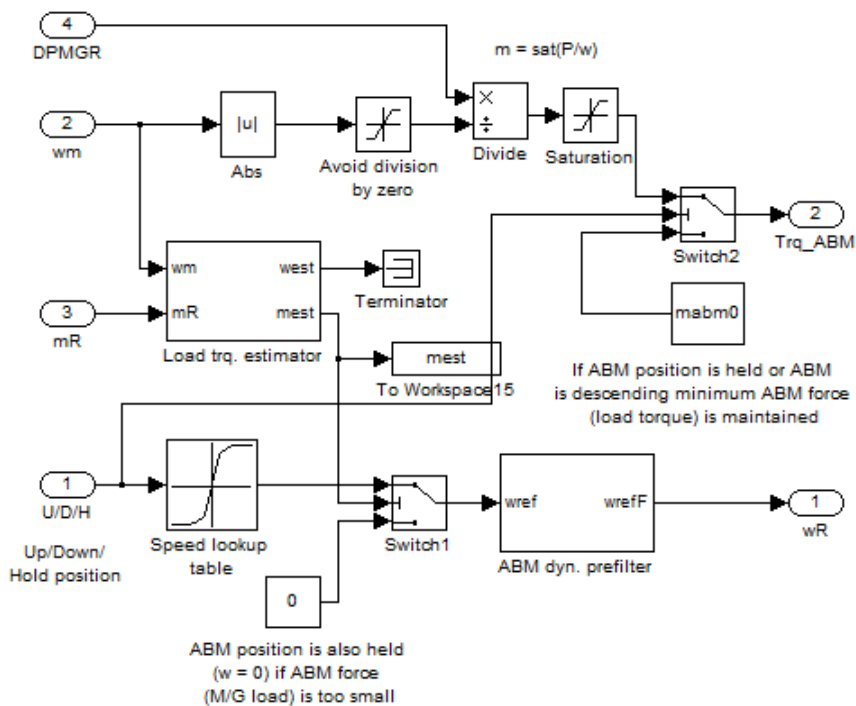 4
DPMGR
m = sat(P/w)
2
wm
|u|
Abs
Avoid division
by zero
×
÷
Divide
Saturation
Switch2
2
Trq_ABM
wm
mR
west
mest
Load trq. estimator
3
mR
Terminator
mest
To Workspace15
mabm0
If ABM position is held or ABM
is descending minimum ABM force
(load torque) is maintained
1
U/D/H
Up/Down/
Hold position
Speed lookup
table
Switch1
wref
wrefF
ABM dyn. prefilter
1
wR
0
ABM position is also held
(w = 0) if ABM force
(M/G load) is too small